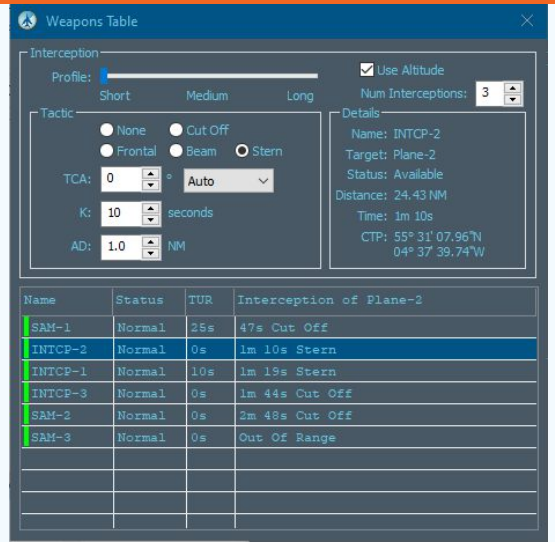 Weapons Table
Interception
Profile:
Short Medium Long
Use Altitude
Num Interceptions: 3
Tactic
None Cut Off
Frontal Beam Stern
TCA: 0 ° Auto
K: 10 seconds
AD: 1.0 NM
Details
Name: INTCP-2
Target: Plane-2
Status: Available
Distance: 24.43 NM
Time: 1m 10s
CTP: 55° 31' 07.96"N
04° 37' 39.74"W
Name Status TUR Interception of Plane-2
SAM-1 Normal 25s 47s Cut Off
INTCP-2 Normal 0s 1m 10s Stern
INTCP-1 Normal 10s 1m 19s Stern
INTCP-3 Normal 0s 1m 44s Cut Off
SAM-2 Normal 0s 2m 48s Cut Off
SAM-3 Normal 0s Out Of Range